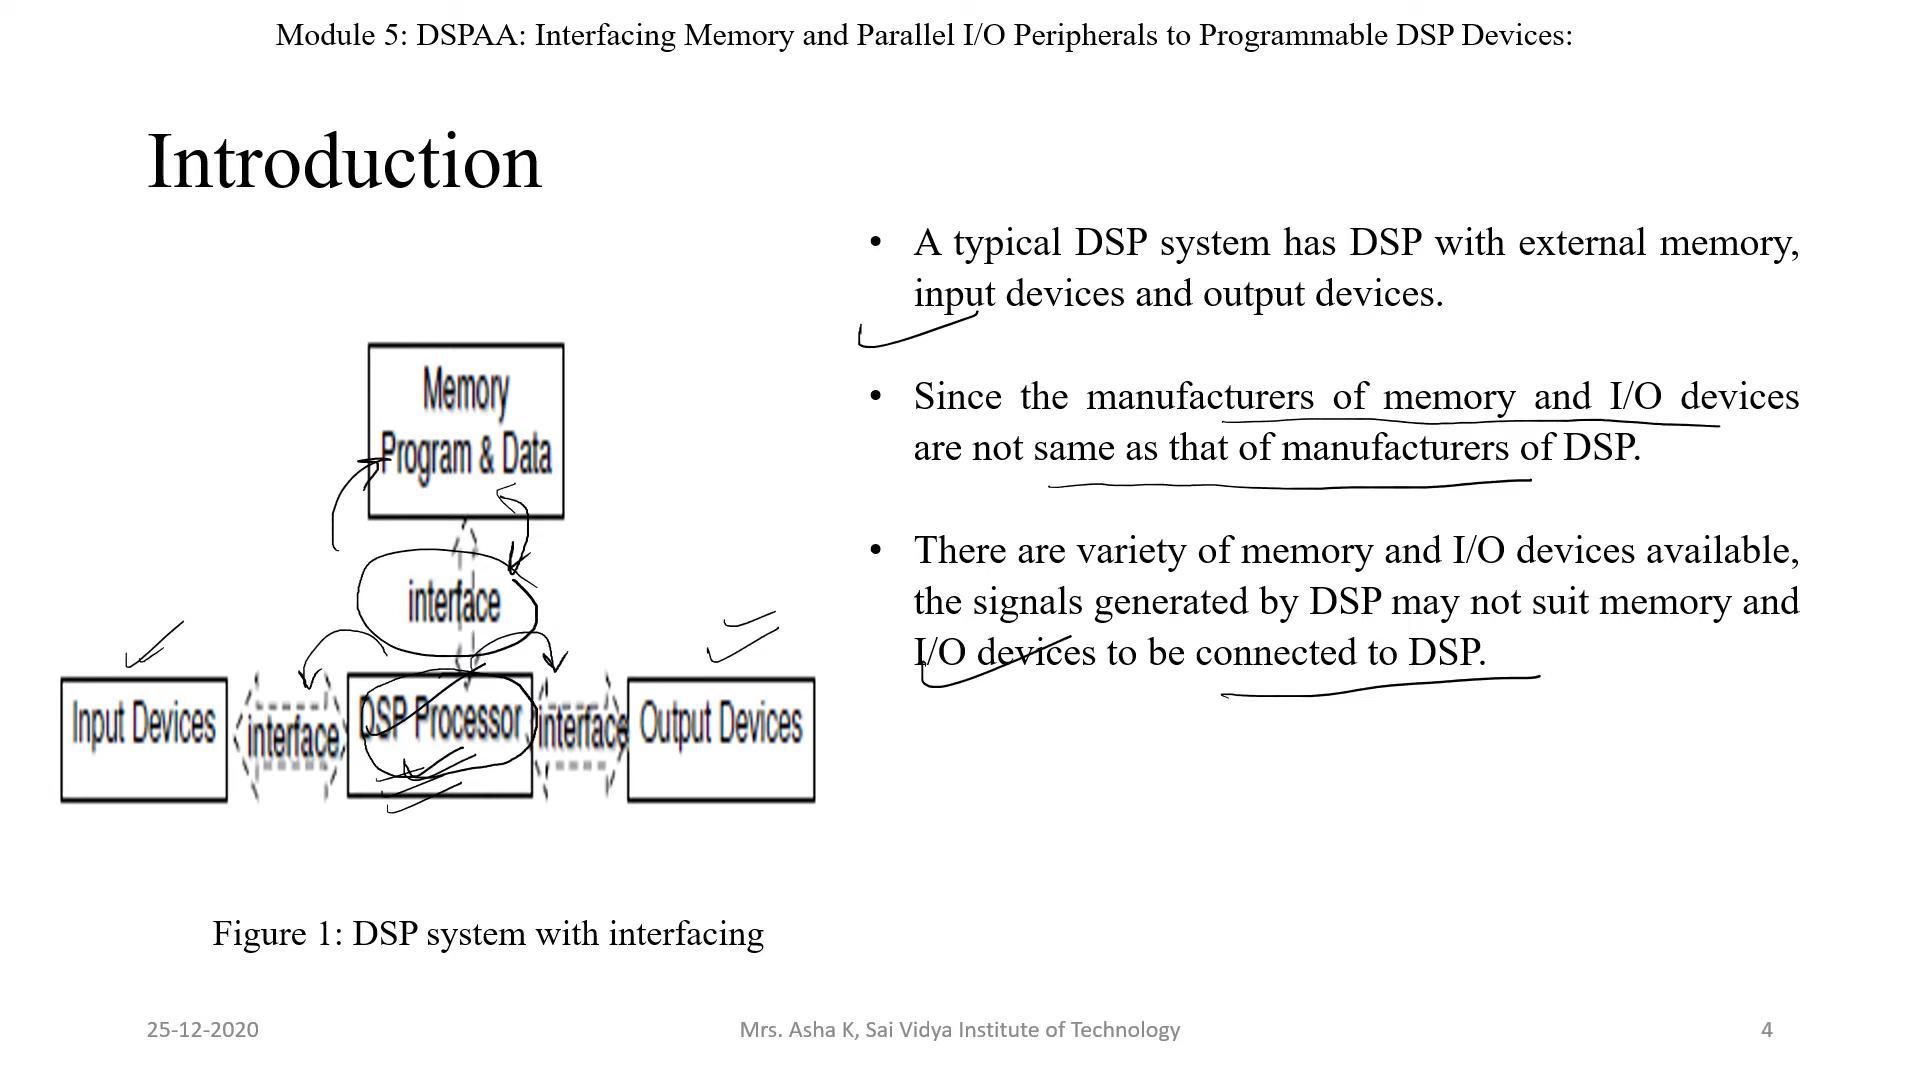 Module 5: DSPAA: Interfacing Memory and Parallel I/O Peripherals to Programmable DSP Devices:
Introduction
• A typical DSP system has DSP with external memory,
input devices and output devices.
• Since the manufacturers of memory and I/O devices
are not same as that of manufacturers of DSP.
• There are variety of memory and I/O devices available,
the signals generated by DSP may not suit memory and
I/O devices to be connected to DSP.
Memory
Program & Data
interface
Input Devices
interface
DSP Processor
interface
Output Devices
Figure 1: DSP system with interfacing
25-12-2020
Mrs. Asha K, Sai Vidya Institute of Technology
4